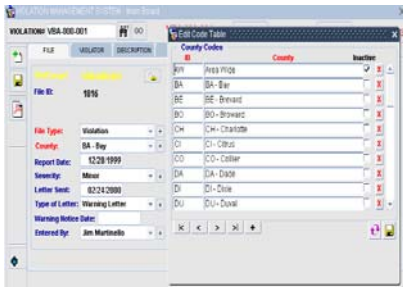 VIOLATION MANAGEMENT SYSTEM - Main Board
VIOLATION# VBA-000-001
FILE VIOLATOR DESCRIPTION
File ID: 1016
File Type: Violation
County: BA - Bay
Report Date: 12/28/1999
Severity: Minor
Letter Sent: 02/24/2000
Type of Letter: Warning Letter
Warning Notice Date:
Entered By: Jim Martinello
Edit Code Table
County Codes
ID County Inactive
AW Area Wide
BA BA - Bay
BE BE - Brevard
BO BO - Broward
CH CH - Charlotte
CI CI - Citrus
CO CO - Collier
DA DA - Dade
DI DI - Dixie
DU DU - Duval